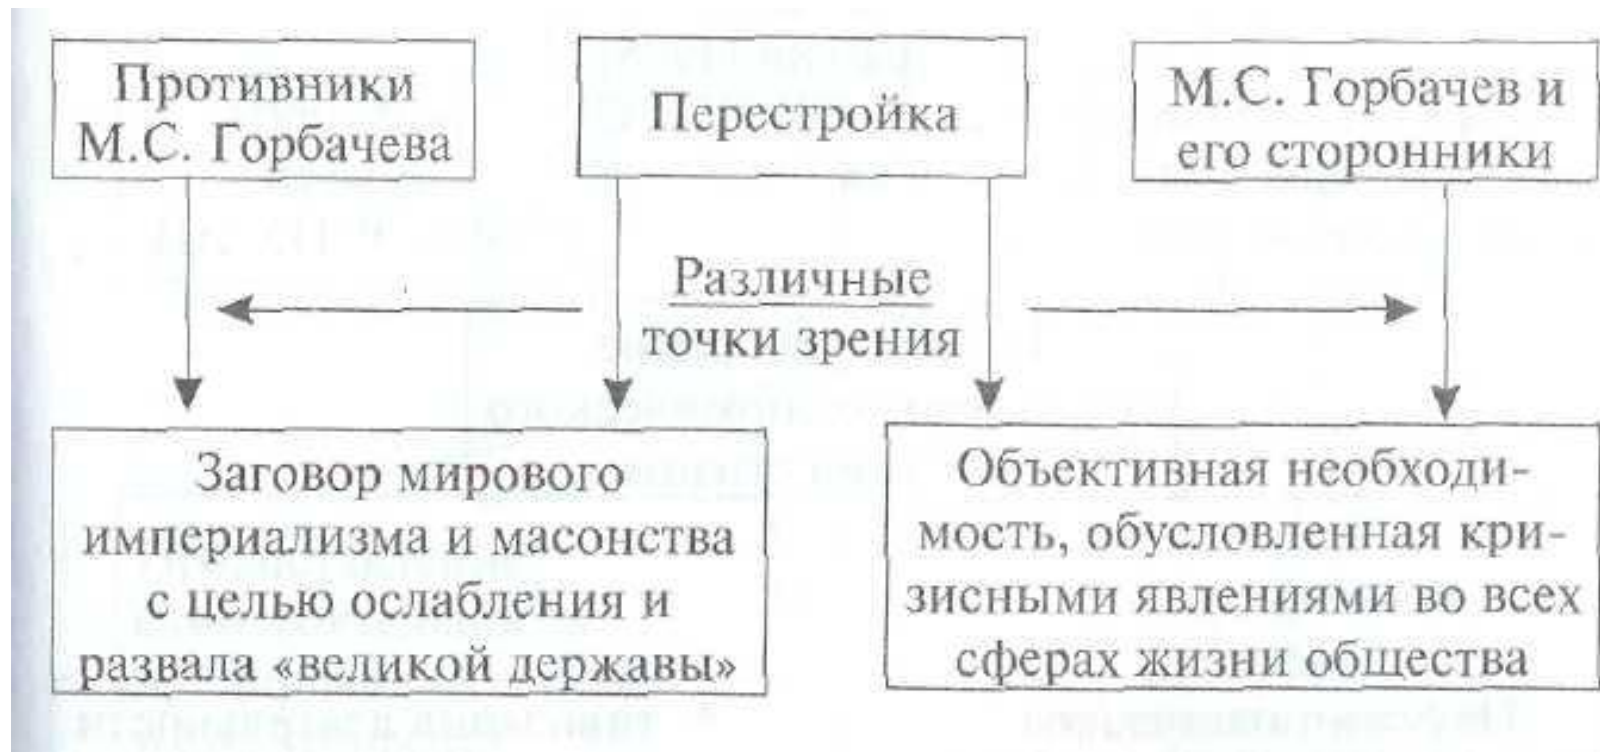 Противники
М.С. Горбачева
Перестройка
М.С. Горбачев и
его сторонники
Различные
точки зрения
Заговор мирового
империализма и масонства
с целью ослабления и
развала «великой державы»
Объективная необходи-
мость, обусловленная кри-
зисными явлениями во всех
сферах жизни общества